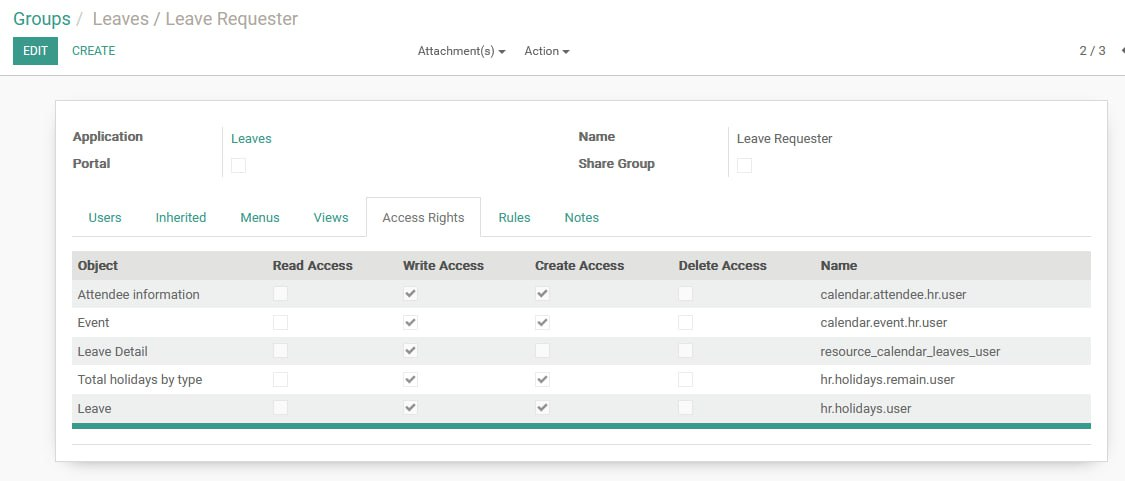 Groups / Leaves / Leave Requester
EDIT CREATE Attachment(s) Action 2 / 3
Application Leaves Name Leave Requester
Portal Share Group
Users Inherited Menus Views Access Rights Rules Notes
Object Read Access Write Access Create Access Delete Access Name
Attendee information calendar.attendee.hr.user
Event calendar.event.hr.user
Leave Detail resource_calendar_leaves_user
Total holidays by type hr.holidays.remain.user
Leave hr.holidays.user